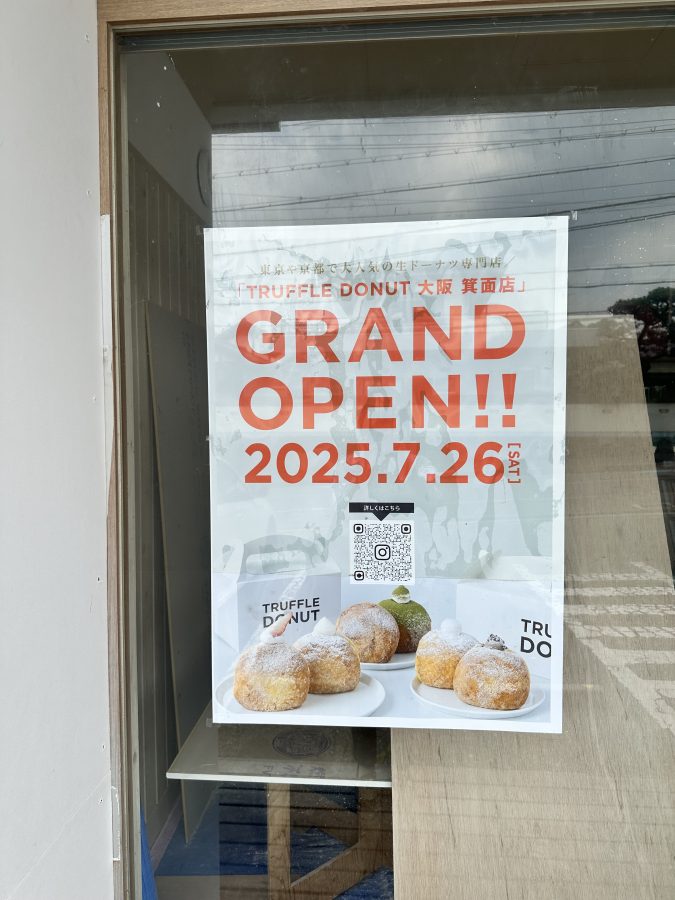 東京や京都で大人気の生ドーナツ専門店
「TRUFFLE DONUT 大阪 箕面店」
GRAND
OPEN!!
2025.7.26 [SAT]
詳しくはこちら
TRUFFLE
DONUT
TRU
DO